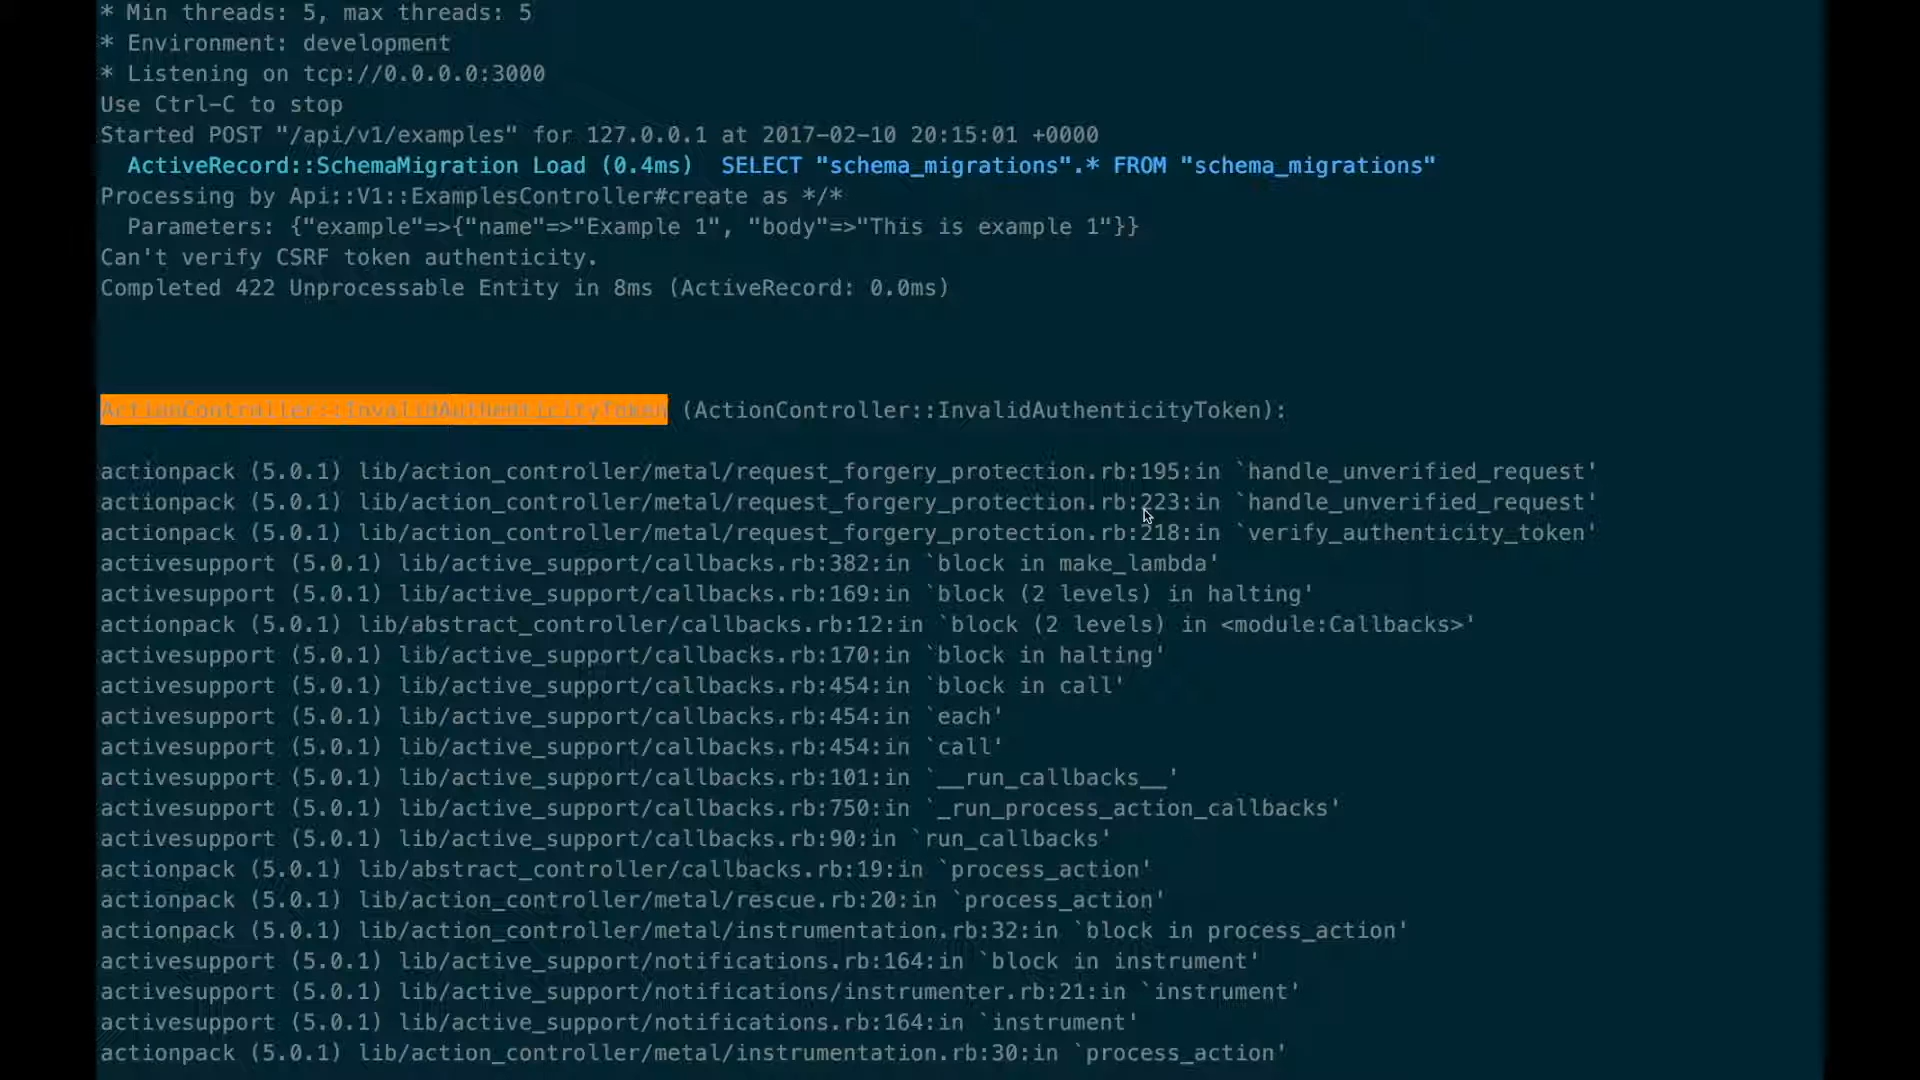 * Min threads: 5, max threads: 5
* Environment: development
* Listening on tcp://0.0.0.0:3000
Use Ctrl-C to stop
Started POST "/api/v1/examples" for 127.0.0.1 at 2017-02-10 20:15:01 +0000
ActiveRecord::SchemaMigration Load (0.4ms)  SELECT "schema_migrations".* FROM "schema_migrations"
Processing by Api::V1::ExamplesController#create as */*
Parameters: {"example"=>{"name"=>"Example 1", "body"=>"This is example 1"}}
Can't verify CSRF token authenticity.
Completed 422 Unprocessable Entity in 8ms (ActiveRecord: 0.0ms)
ActionController::InvalidAuthenticityToken (ActionController::InvalidAuthenticityToken):
actionpack (5.0.1) lib/action_controller/metal/request_forgery_protection.rb:195:in `handle_unverified_request'
actionpack (5.0.1) lib/action_controller/metal/request_forgery_protection.rb:223:in `handle_unverified_request'
actionpack (5.0.1) lib/action_controller/metal/request_forgery_protection.rb:218:in `verify_authenticity_token'
activesupport (5.0.1) lib/active_support/callbacks.rb:382:in `block in make_lambda'
activesupport (5.0.1) lib/active_support/callbacks.rb:169:in `block (2 levels) in halting'
actionpack (5.0.1) lib/abstract_controller/callbacks.rb:12:in `block (2 levels) in <module:Callbacks>'
activesupport (5.0.1) lib/active_support/callbacks.rb:170:in `block in halting'
activesupport (5.0.1) lib/active_support/callbacks.rb:454:in `block in call'
activesupport (5.0.1) lib/active_support/callbacks.rb:454:in `each'
activesupport (5.0.1) lib/active_support/callbacks.rb:454:in `call'
activesupport (5.0.1) lib/active_support/callbacks.rb:101:in `__run_callbacks__'
activesupport (5.0.1) lib/active_support/callbacks.rb:750:in `_run_process_action_callbacks'
activesupport (5.0.1) lib/active_support/callbacks.rb:90:in `run_callbacks'
actionpack (5.0.1) lib/abstract_controller/callbacks.rb:19:in `process_action'
actionpack (5.0.1) lib/action_controller/metal/rescue.rb:20:in `process_action'
actionpack (5.0.1) lib/action_controller/metal/instrumentation.rb:32:in `block in process_action'
activesupport (5.0.1) lib/active_support/notifications.rb:164:in `block in instrument'
activesupport (5.0.1) lib/active_support/notifications/instrumenter.rb:21:in `instrument'
activesupport (5.0.1) lib/active_support/notifications.rb:164:in `instrument'
actionpack (5.0.1) lib/action_controller/metal/instrumentation.rb:30:in `process_action'